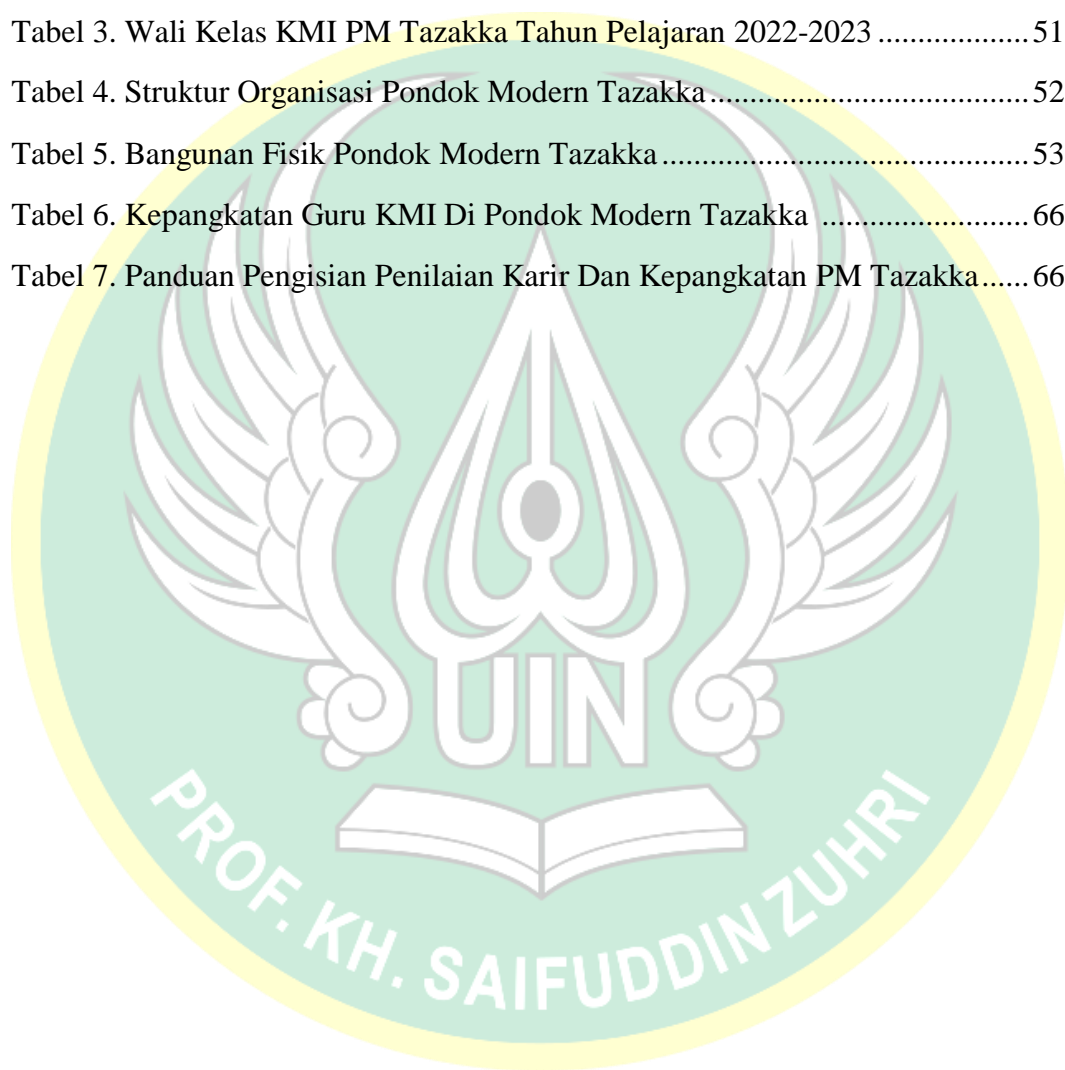 Tabel 3. Wali Kelas KMI PM Tazakka Tahun Pelajaran 2022-2023 .................. 51
Tabel 4. Struktur Organisasi Pondok Modern Tazakka ...................................... 52
Tabel 5. Bangunan Fisik Pondok Modern Tazakka ............................................ 53
Tabel 6. Kepangkatan Guru KMI Di Pondok Modern Tazakka ......................... 66
Tabel 7. Panduan Pengisian Penilaian Karir Dan Kepangkatan PM Tazakka ...... 66
UIN
PROF. KH. SAIFUDDIN ZUHRI